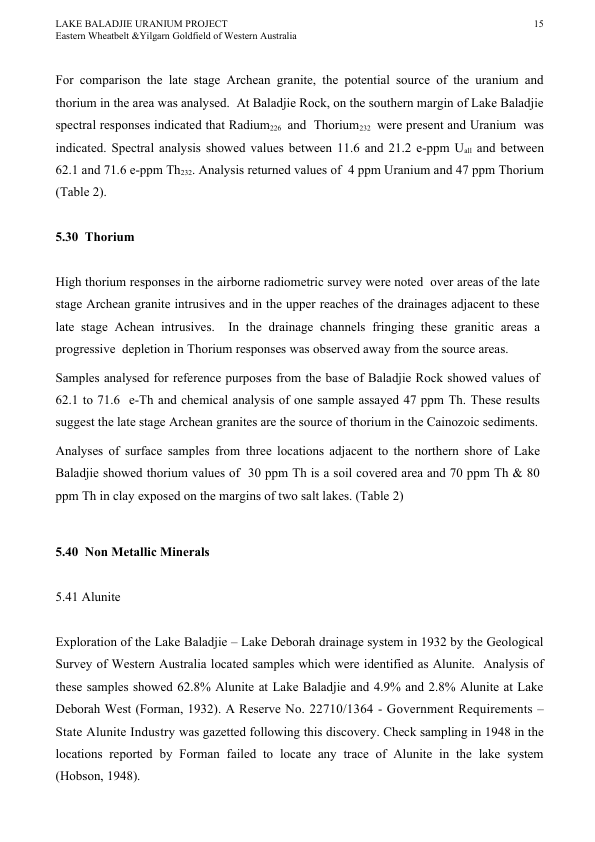 LAKE BALADJIE URANIUM PROJECT 15
Eastern Wheatbelt &Yilgarn Goldfield of Western Australia
For comparison the late stage Archean granite, the potential source of the uranium and
thorium in the area was analysed. At Baladjie Rock, on the southern margin of Lake Baladjie
spectral responses indicated that Radium226 and Thorium232 were present and Uranium was
indicated. Spectral analysis showed values between 11.6 and 21.2 e-ppm Uall and between
62.1 and 71.6 e-ppm Th232. Analysis returned values of 4 ppm Uranium and 47 ppm Thorium
(Table 2).
5.30 Thorium
High thorium responses in the airborne radiometric survey were noted over areas of the late
stage Archean granite intrusives and in the upper reaches of the drainages adjacent to these
late stage Achean intrusives. In the drainage channels fringing these granitic areas a
progressive depletion in Thorium responses was observed away from the source areas.
Samples analysed for reference purposes from the base of Baladjie Rock showed values of
62.1 to 71.6 e-Th and chemical analysis of one sample assayed 47 ppm Th. These results
suggest the late stage Archean granites are the source of thorium in the Cainozoic sediments.
Analyses of surface samples from three locations adjacent to the northern shore of Lake
Baladjie showed thorium values of 30 ppm Th is a soil covered area and 70 ppm Th & 80
ppm Th in clay exposed on the margins of two salt lakes. (Table 2)
5.40 Non Metallic Minerals
5.41 Alunite
Exploration of the Lake Baladjie – Lake Deborah drainage system in 1932 by the Geological
Survey of Western Australia located samples which were identified as Alunite. Analysis of
these samples showed 62.8% Alunite at Lake Baladjie and 4.9% and 2.8% Alunite at Lake
Deborah West (Forman, 1932). A Reserve No. 22710/1364 - Government Requirements –
State Alunite Industry was gazetted following this discovery. Check sampling in 1948 in the
locations reported by Forman failed to locate any trace of Alunite in the lake system
(Hobson, 1948).